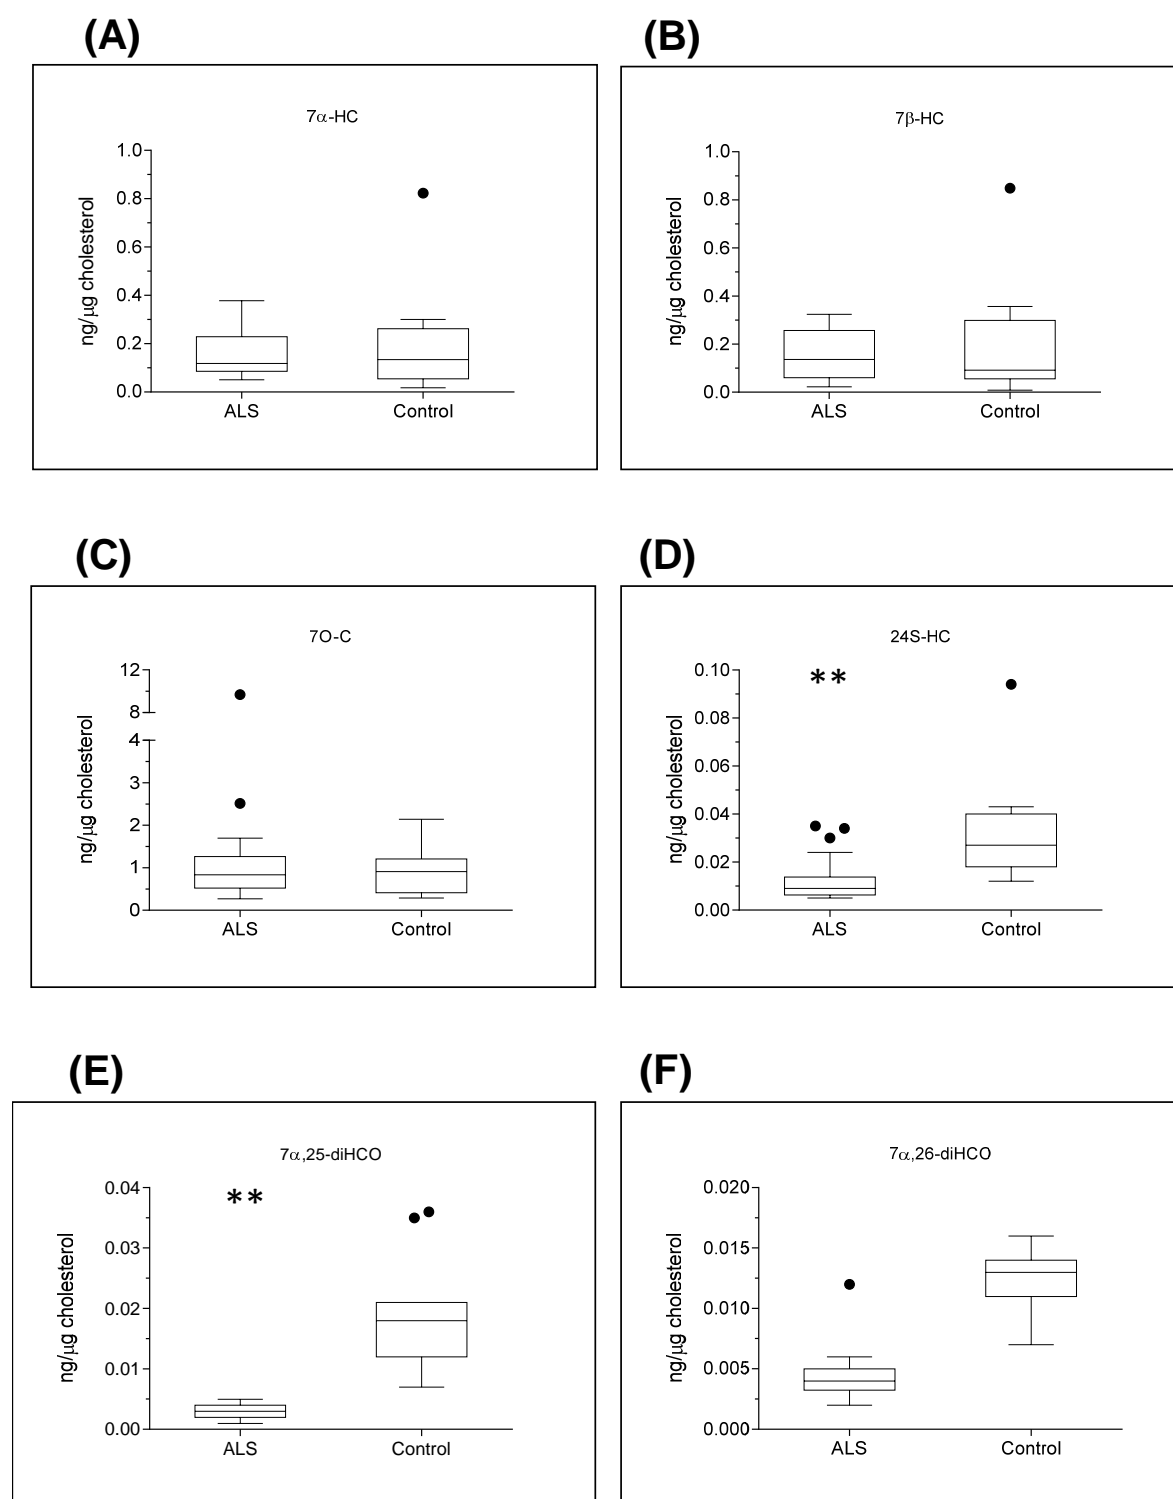 (A)
7α-HC
ng/μg cholesterol
1.0
0.8
0.6
0.4
0.2
0.0
ALS Control
(B)
7β-HC
ng/μg cholesterol
1.0
0.8
0.6
0.4
0.2
0.0
ALS Control
(C)
7O-C
ng/μg cholesterol
12
8
4
3
2
1
0
ALS Control
(D)
24S-HC
ng/μg cholesterol
0.10
0.08
0.06
0.04
0.02
0.00
**
ALS Control
(E)
7α,25-diHCO
ng/μg cholesterol
0.04
0.03
0.02
0.01
0.00
**
ALS Control
(F)
7α,26-diHCO
ng/μg cholesterol
0.020
0.015
0.010
0.005
0.000
ALS Control